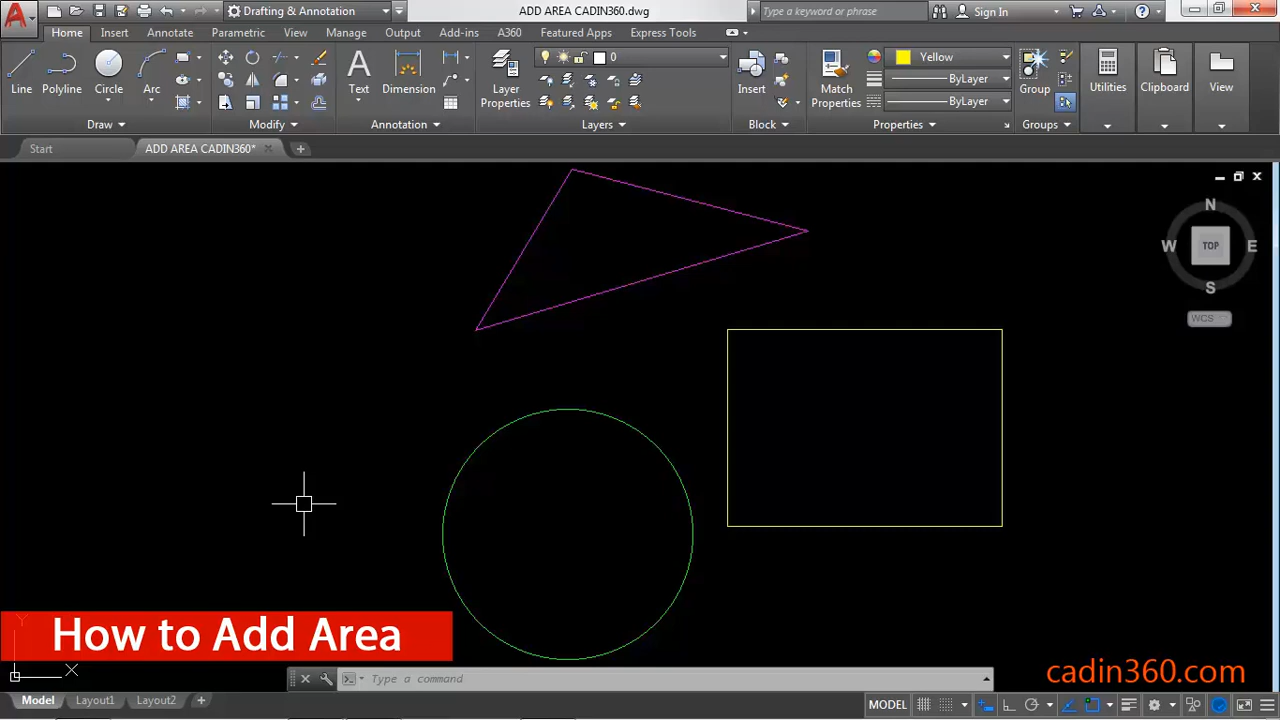 Drafting & Annotation
ADD AREA CADIN360.dwg
Type a keyword or phrase
Sign In
Home
Insert
Annotate
Parametric
View
Manage
Output
Add-ins
A360
Featured Apps
Express Tools
Line
Polyline
Circle
Arc
Text
Dimension
Layer Properties
0
Insert
Match Properties
Yellow
ByLayer
ByLayer
Group
Utilities
Clipboard
View
Draw
Modify
Annotation
Layers
Block
Properties
Groups
Start
ADD AREA CADIN360*
N
W
TOP
E
S
WCS
How to Add Area
Y
X
Type a command
cadin360.com
Model
Layout1
Layout2
MODEL